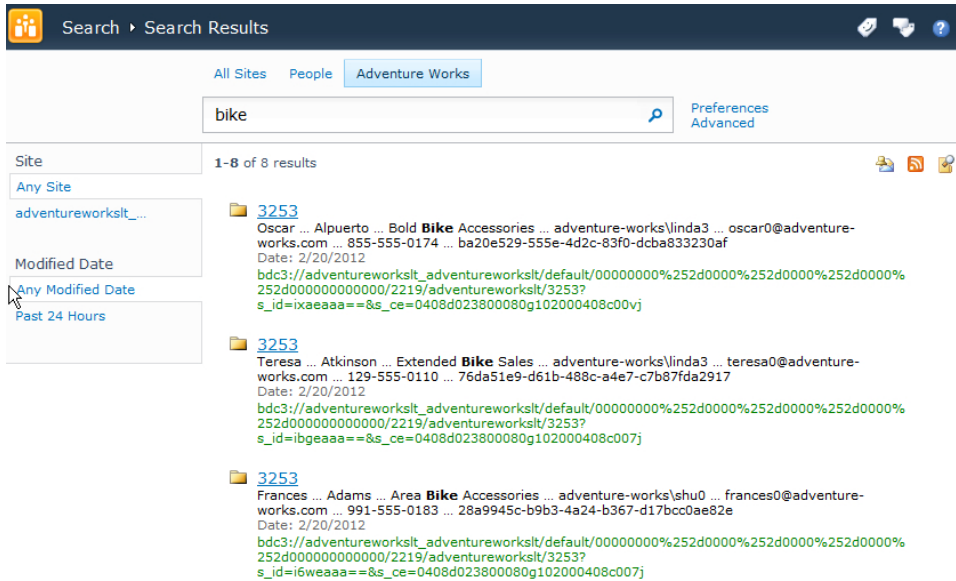 Search ▸ Search Results
All Sites People Adventure Works
bike
Preferences
Advanced
Site
Any Site
adventureworkslt_...
Modified Date
Any Modified Date
Past 24 Hours
1-8 of 8 results
3253
Oscar ... Alpuerto ... Bold Bike Accessories ... adventure-works\linda3 ... oscar0@adventure-
works.com ... 855-555-0174 ... ba20e529-555e-4d2c-83f0-dcba833230af
Date: 2/20/2012
bdc3://adventureworkslt_adventureworkslt/default/00000000%252d0000%252d0000%252d0000%
252d000000000000/2219/adventureworkslt/3253?
s_id=ixaeaaa==&s_ce=0408d023800080g102000408c00vj
3253
Teresa ... Atkinson ... Extended Bike Sales ... adventure-works\linda3 ... teresa0@adventure-
works.com ... 129-555-0110 ... 76da51e9-d61b-488c-a4e7-c7b87fda2917
Date: 2/20/2012
bdc3://adventureworkslt_adventureworkslt/default/00000000%252d0000%252d0000%252d0000%
252d000000000000/2219/adventureworkslt/3253?
s_id=ibgeaaa==&s_ce=0408d023800080g102000408c007j
3253
Frances ... Adams ... Area Bike Accessories ... adventure-works\shu0 ... frances0@adventure-
works.com ... 991-555-0183 ... 28a9945c-b9b3-4a24-b367-d17bcc0ae82e
Date: 2/20/2012
bdc3://adventureworkslt_adventureworkslt/default/00000000%252d0000%252d0000%252d0000%
252d000000000000/2219/adventureworkslt/3253?
s_id=i6weaaa==&s_ce=0408d023800080g102000408c007j